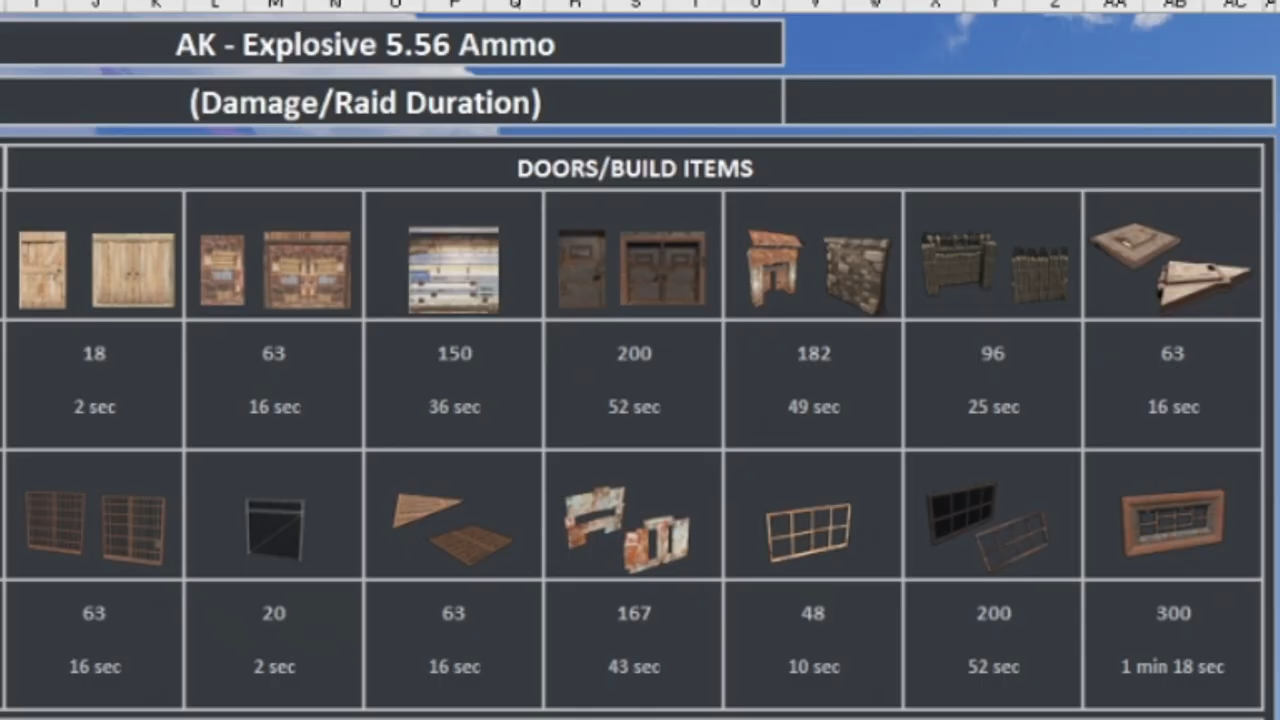 AK - Explosive 5.56 Ammo
(Damage/Raid Duration)
DOORS/BUILD ITEMS
18 63 150 200 182 96 63
2 sec 16 sec 36 sec 52 sec 49 sec 25 sec 16 sec
63 20 63 167 48 200 300
16 sec 2 sec 16 sec 43 sec 10 sec 52 sec 1 min 18 sec